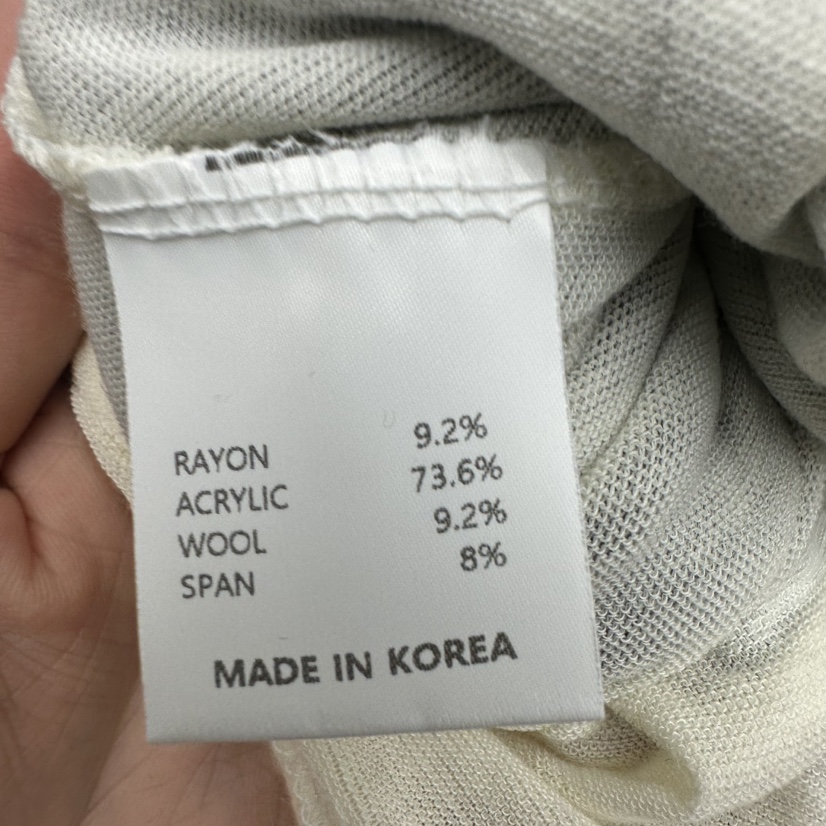 RAYON 9.2%
ACRYLIC 73.6%
WOOL 9.2%
SPAN 8%
MADE IN KOREA